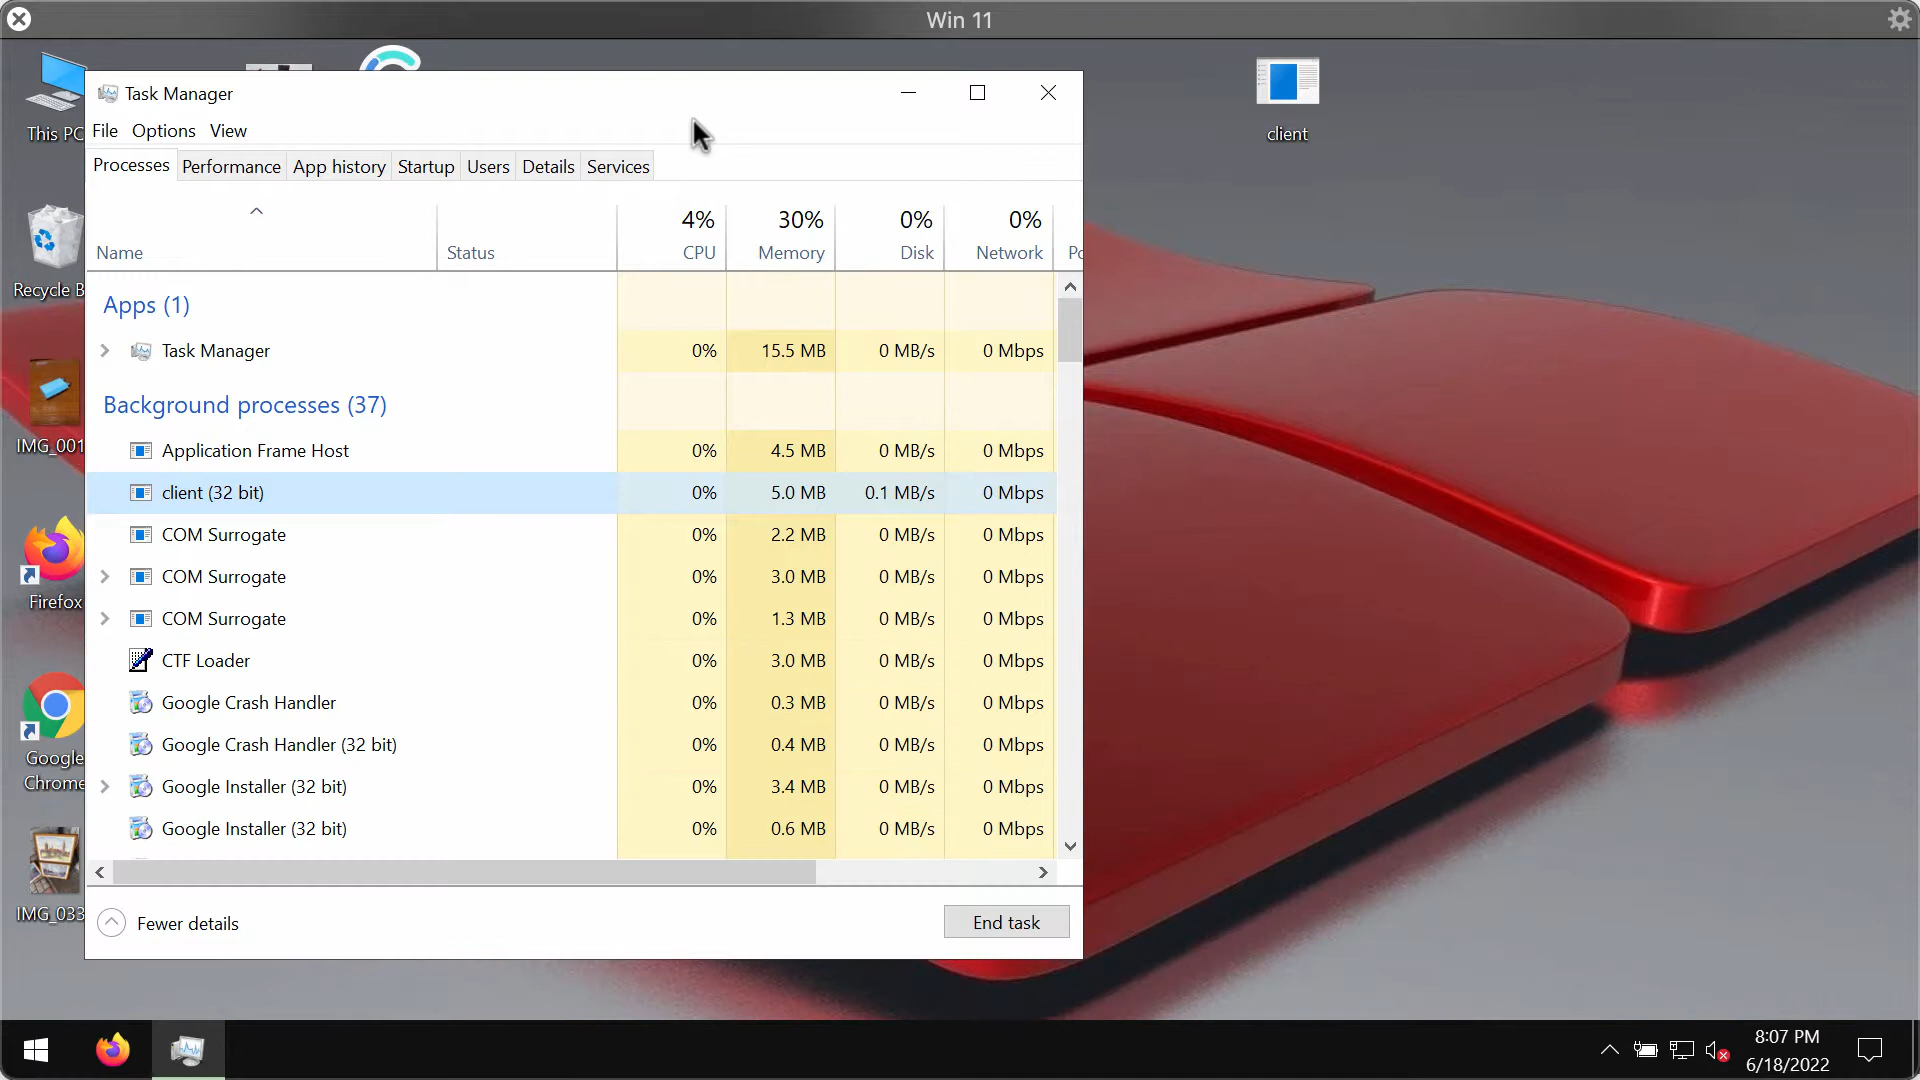 Win 11
This PC
Recycle B
IMG_001
Firefox
Google
Chrome
IMG_033
client
Task Manager
File Options View
Processes Performance App history Startup Users Details Services
4% 30% 0% 0%
Name Status CPU Memory Disk Network Po
Apps (1)
Task Manager 0% 15.5 MB 0 MB/s 0 Mbps
Background processes (37)
Application Frame Host 0% 4.5 MB 0 MB/s 0 Mbps
client (32 bit) 0% 5.0 MB 0.1 MB/s 0 Mbps
COM Surrogate 0% 2.2 MB 0 MB/s 0 Mbps
COM Surrogate 0% 3.0 MB 0 MB/s 0 Mbps
COM Surrogate 0% 1.3 MB 0 MB/s 0 Mbps
CTF Loader 0% 3.0 MB 0 MB/s 0 Mbps
Google Crash Handler 0% 0.3 MB 0 MB/s 0 Mbps
Google Crash Handler (32 bit) 0% 0.4 MB 0 MB/s 0 Mbps
Google Installer (32 bit) 0% 3.4 MB 0 MB/s 0 Mbps
Google Installer (32 bit) 0% 0.6 MB 0 MB/s 0 Mbps
Fewer details End task
8:07 PM
6/18/2022